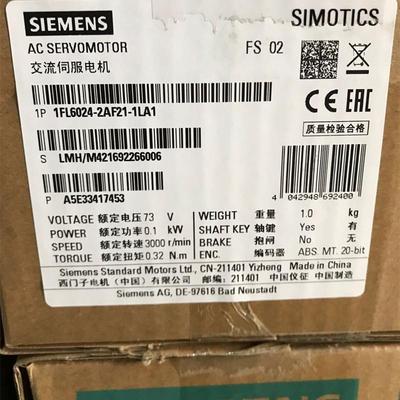 SIEMENS
SIMOTICS
AC SERVOMOTOR
FS 02
交流伺服电机
1P 1FL6024-2AF21-1LA1
CE EAC
质量检验合格
S LMH/M421692266006
P A5E33417453
4 042948 692400
VOLTAGE 额定电压 73 V WEIGHT 重量 1.0 kg
POWER 额定功率 0.1 kW SHAFT KEY 轴键 Yes 有
SPEED 额定转速 3000 r/min BRAKE 抱闸 No 无
TORQUE 额定扭矩 0.32 N.m ENC. 编码器 ABS. MT. 20-bit
Siemens Standard Motors Ltd., CN-211401 Yizheng Made in China
西门子电机（中国）有限公司 邮编: 211401 中国仪征 中国制造
Siemens AG, DE-97616 Bad Neustadt